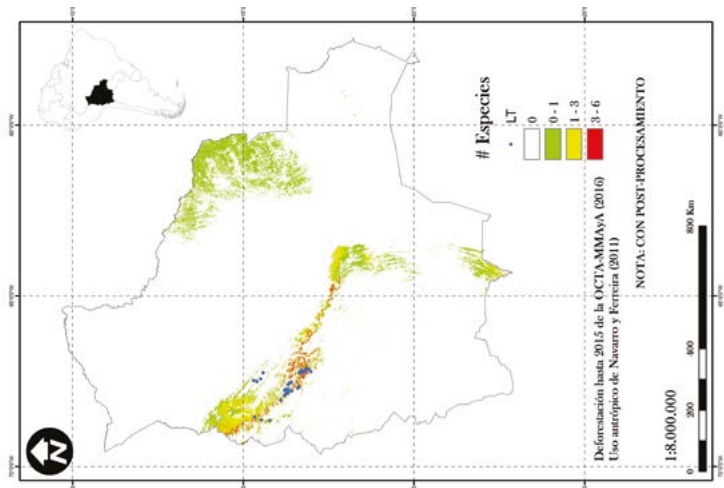 N
# Especies
LT
0
0 - 1
1 - 3
3 - 6
Deforestación hasta 2015 de la OCTA-MMAyA (2016)
Uso antrópico de Navarro y Ferreira (2011)
NOTA: CON POST-PROCESAMIENTO
1:8.000.000
0 200 400 800 Km